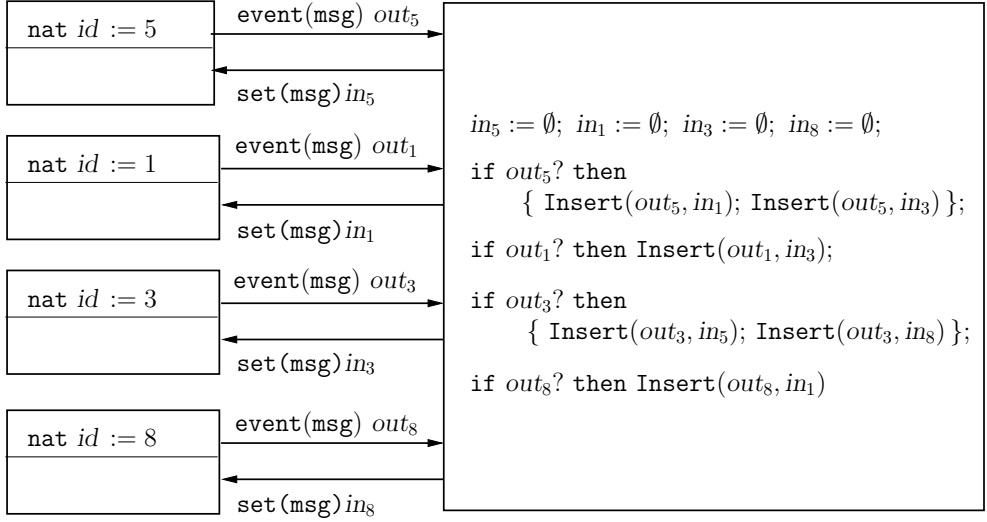 nat id := 5
event(msg) out₅
set(msg)in₅
nat id := 1
event(msg) out₁
set(msg)in₁
nat id := 3
event(msg) out₃
set(msg)in₃
nat id := 8
event(msg) out₈
set(msg)in₈
in₅ := ∅; in₁ := ∅; in₃ := ∅; in₈ := ∅;
if out₅? then
{ Insert(out₅, in₁); Insert(out₅, in₃) };
if out₁? then Insert(out₁, in₃);
if out₃? then
{ Insert(out₃, in₅); Insert(out₃, in₈) };
if out₈? then Insert(out₈, in₁)